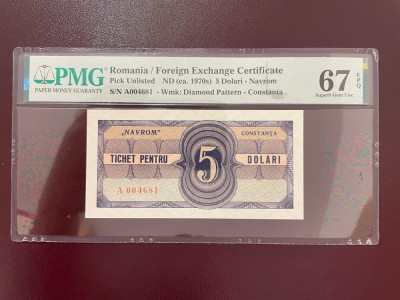 PMG
PAPER MONEY GUARANTY
Romania / Foreign Exchange Certificate
Pick Unlisted ND (ca. 1970s) 5 Dolari - Navrom
S/N A004681 - Wmk: Diamond Pattern - Constanta
67 EPQ
Superb Gem Unc
„NAVROM" CONSTANŢA
TICHET PENTRU 5 DOLARI
A 004681